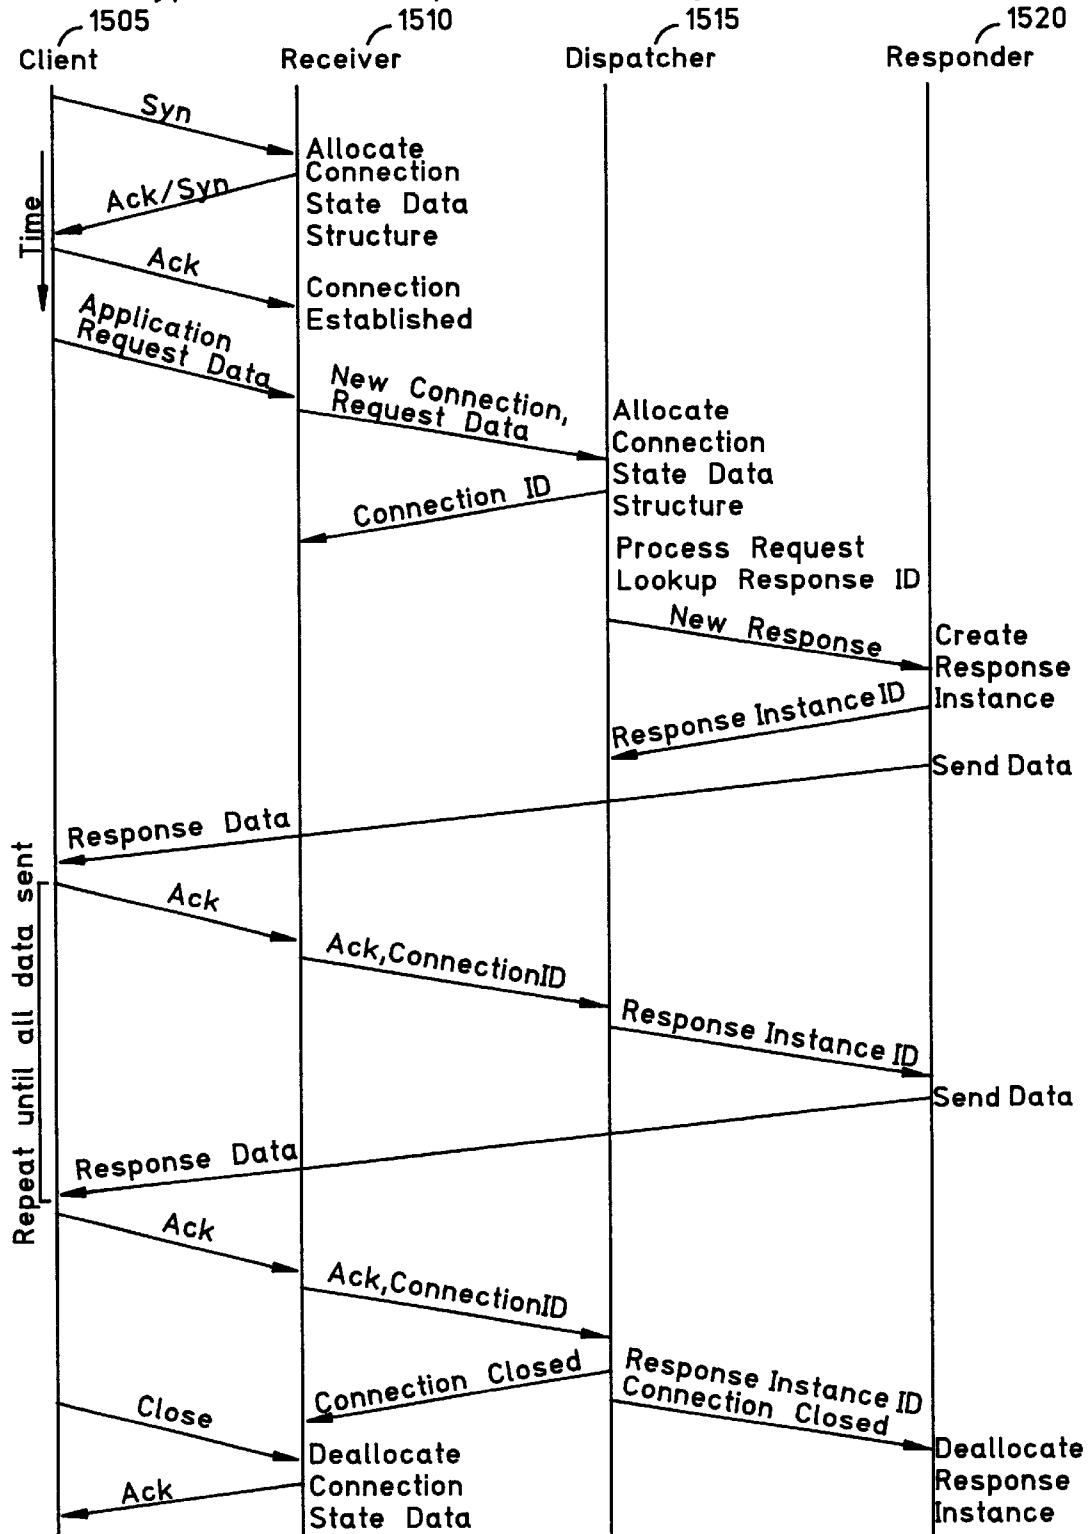 1505
1510
1515
1520
Client
Receiver
Dispatcher
Responder
Syn
Allocate
Connection
State Data
Structure
Ack/Syn
Time
Ack
Connection
Established
Application
Request Data
New Connection,
Request Data
Allocate
Connection
State Data
Structure
Connection ID
Process Request
Lookup Response ID
New Response
Create
Response
Instance
Response Instance ID
Send Data
Response Data
Repeat until all data sent
Ack
Ack,ConnectionID
Response Instance ID
Send Data
Response Data
Ack
Ack,ConnectionID
Connection Closed
Response Instance ID
Connection Closed
Close
Deallocate
Connection
State Data
Deallocate
Response
Instance
Ack